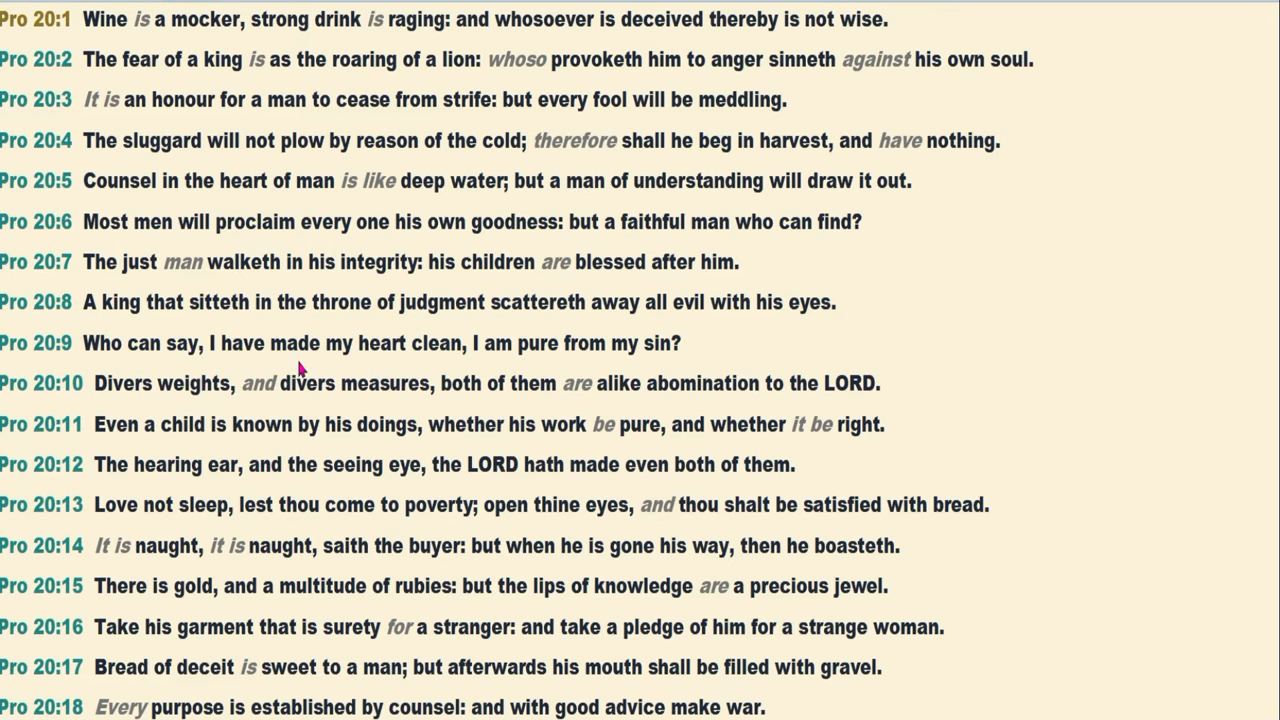 Pro 20:1 Wine is a mocker, strong drink is raging: and whosoever is deceived thereby is not wise.
Pro 20:2 The fear of a king is as the roaring of a lion: whoso provoketh him to anger sinneth against his own soul.
Pro 20:3 It is an honour for a man to cease from strife: but every fool will be meddling.
Pro 20:4 The sluggard will not plow by reason of the cold; therefore shall he beg in harvest, and have nothing.
Pro 20:5 Counsel in the heart of man is like deep water; but a man of understanding will draw it out.
Pro 20:6 Most men will proclaim every one his own goodness: but a faithful man who can find?
Pro 20:7 The just man walketh in his integrity: his children are blessed after him.
Pro 20:8 A king that sitteth in the throne of judgment scattereth away all evil with his eyes.
Pro 20:9 Who can say, I have made my heart clean, I am pure from my sin?
Pro 20:10 Divers weights, and divers measures, both of them are alike abomination to the LORD.
Pro 20:11 Even a child is known by his doings, whether his work be pure, and whether it be right.
Pro 20:12 The hearing ear, and the seeing eye, the LORD hath made even both of them.
Pro 20:13 Love not sleep, lest thou come to poverty; open thine eyes, and thou shalt be satisfied with bread.
Pro 20:14 It is naught, it is naught, saith the buyer: but when he is gone his way, then he boasteth.
Pro 20:15 There is gold, and a multitude of rubies: but the lips of knowledge are a precious jewel.
Pro 20:16 Take his garment that is surety for a stranger: and take a pledge of him for a strange woman.
Pro 20:17 Bread of deceit is sweet to a man; but afterwards his mouth shall be filled with gravel.
Pro 20:18 Every purpose is established by counsel: and with good advice make war.